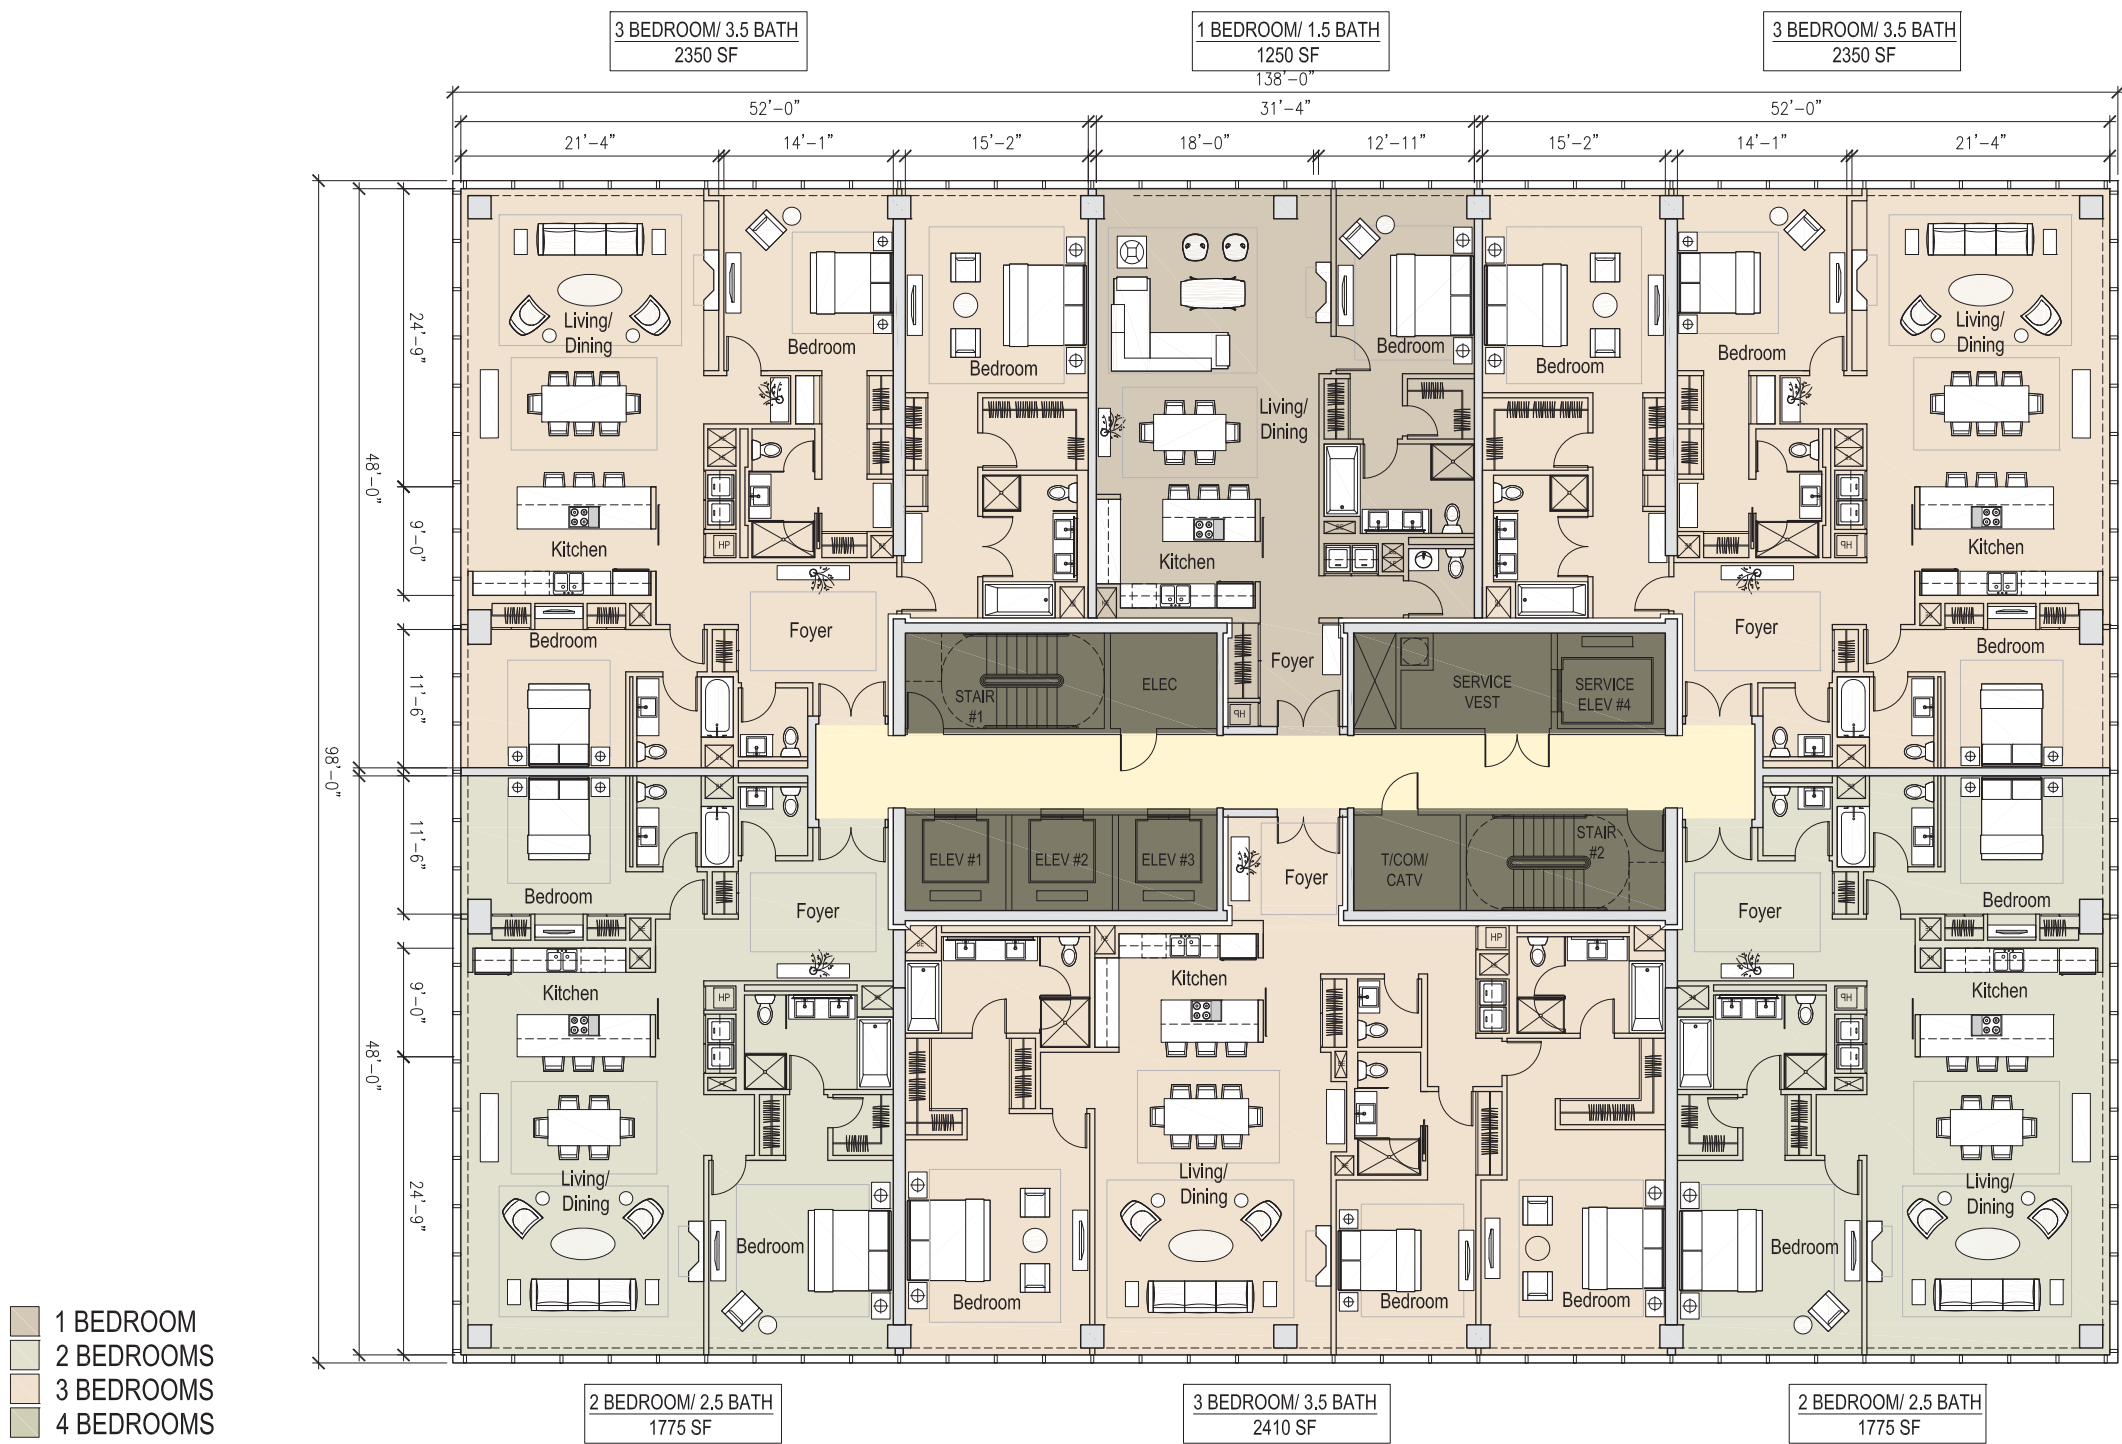 3 BEDROOM/ 3.5 BATH
2350 SF
1 BEDROOM/ 1.5 BATH
1250 SF
3 BEDROOM/ 3.5 BATH
2350 SF
138'-0"
52'-0"
31'-4"
52'-0"
21'-4"
14'-1"
15'-2"
18'-0"
12'-11"
15'-2"
14'-1"
21'-4"
98'-0"
48'-0"
48'-0"
24'-9"
9'-0"
11'-6"
11'-6"
9'-0"
24'-9"
Living/
Dining
Bedroom
Bedroom
Living/
Dining
Bedroom
Bedroom
Bedroom
Living/
Dining
Kitchen
Kitchen
Kitchen
HP
HP
Bedroom
Foyer
Foyer
Foyer
Bedroom
HP
STAIR
#1
ELEC
SERVICE
VEST
SERVICE
ELEV #4
ELEV #1
ELEV #2
ELEV #3
T/COM/
CATV
STAIR
#2
Bedroom
Foyer
Foyer
Foyer
Bedroom
HP
HP
HP
Kitchen
Kitchen
Kitchen
Living/
Dining
Living/
Dining
Living/
Dining
Bedroom
Bedroom
Bedroom
Bedroom
Bedroom
1 BEDROOM
2 BEDROOMS
3 BEDROOMS
4 BEDROOMS
2 BEDROOM/ 2.5 BATH
1775 SF
3 BEDROOM/ 3.5 BATH
2410 SF
2 BEDROOM/ 2.5 BATH
1775 SF